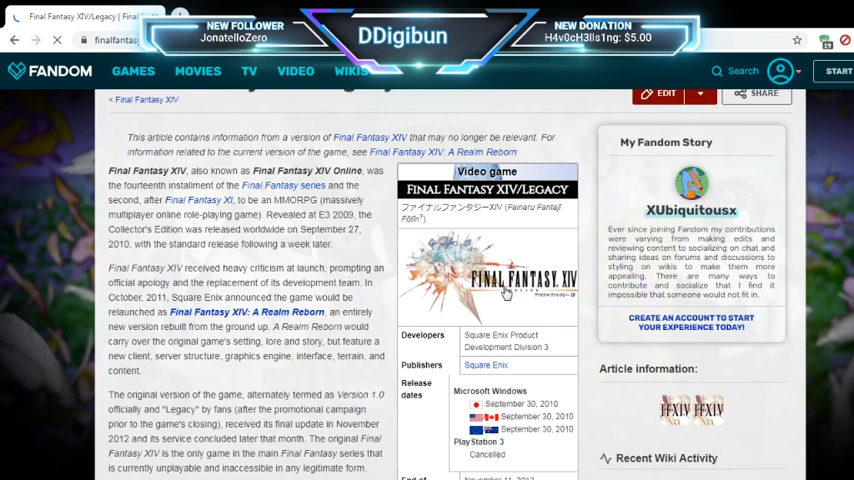 Final Fantasy XIV/Legacy | Final F
NEW FOLLOWER
JonatelloZero
DDigibun
NEW DONATION
H4v0cH3lls1ng: $5.00
finalfantasy
19
FANDOM
GAMES
MOVIES
TV
VIDEO
WIKIS
Search
START
< Final Fantasy XIV
EDIT
SHARE
This article contains information from a version of Final Fantasy XIV that may no longer be relevant. For
information related to the current version of the game, see Final Fantasy XIV: A Realm Reborn
Final Fantasy XIV, also known as Final Fantasy XIV Online, was
the fourteenth installment of the Final Fantasy series and the
second, after Final Fantasy XI, to be an MMORPG (massively
multiplayer online role-playing game). Revealed at E3 2009, the
Collector's Edition was released worldwide on September 27,
2010, with the standard release following a week later.
Final Fantasy XIV received heavy criticism at launch, prompting an
official apology and the replacement of its development team. In
October, 2011, Square Enix announced the game would be
relaunched as Final Fantasy XIV: A Realm Reborn, an entirely
new version rebuilt from the ground up. A Realm Reborn would
carry over the original game's setting, lore and story, but feature a
new client, server structure, graphics engine, interface, terrain, and
content.
The original version of the game, alternately termed as Version 1.0
officially and "Legacy" by fans (after the promotional campaign
prior to the game's closing), received its final update in November
2012 and its service concluded later that month. The original Final
Fantasy XIV is the only game in the main Final Fantasy series that
is currently unplayable and inaccessible in any legitimate form.
Video game
FINAL FANTASY XIV/LEGACY
ファイナルファンタジーXIV (Fainaru Fantajī
Fōtīn?)
FINAL FANTASY XIV
ONLINE
Developers
Square Enix Product
Development Division 3
Publishers
Square Enix
Release
dates
Microsoft Windows
September 30, 2010
September 30, 2010
September 30, 2010
PlayStation 3
Cancelled
End of
November 11, 2012
My Fandom Story
XUbiquitousx
Ever since joining Fandom my contributions
were varying from making edits and
reviewing content to socializing on chat and
sharing ideas on forums and discussions to
styling on wikis to make them more
appealing. There are many ways to
contribute and socialize that I find it
impossible that someone would not fit in.
CREATE AN ACCOUNT TO START
YOUR EXPERIENCE TODAY!
Article information:
FFXIV FFXIV
Recent Wiki Activity